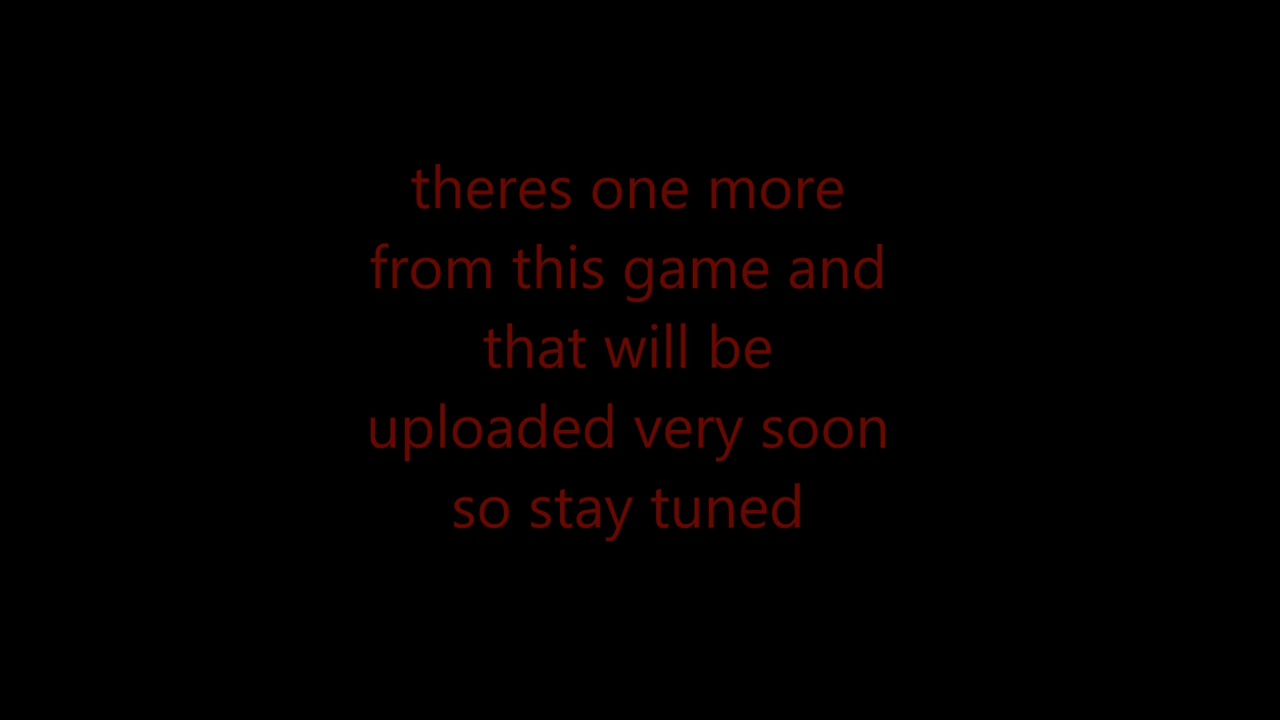 theres one more
from this game and
that will be
uploaded very soon
so stay tuned